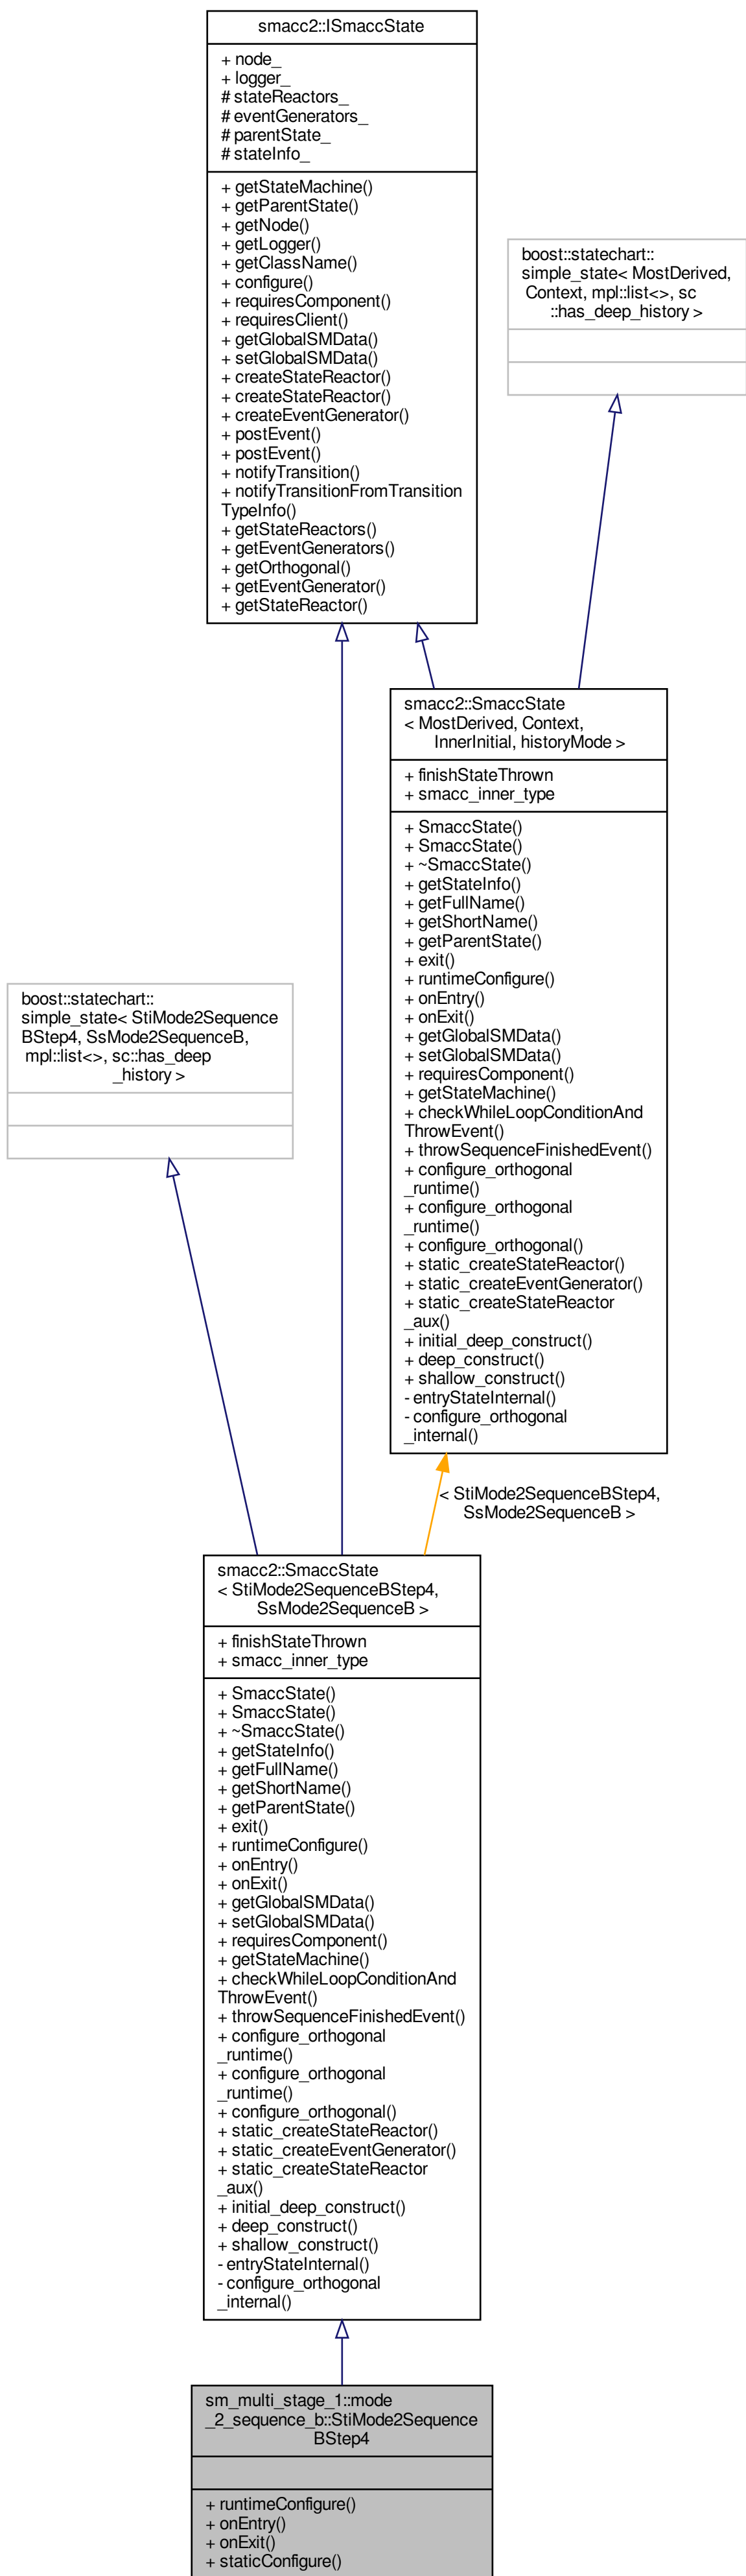 smacc2::ISmaccState
+ node_
+ logger_
# stateReactors_
# eventGenerators_
# parentState_
# stateInfo_
+ getStateMachine()
+ getParentState()
+ getNode()
+ getLogger()
+ getClassName()
+ configure()
+ requiresComponent()
+ requiresClient()
+ getGlobalSMData()
+ setGlobalSMData()
+ createStateReactor()
+ createStateReactor()
+ createEventGenerator()
+ postEvent()
+ postEvent()
+ notifyTransition()
+ notifyTransitionFromTransition
TypeInfo()
+ getStateReactors()
+ getEventGenerators()
+ getOrthogonal()
+ getEventGenerator()
+ getStateReactor()
boost::statechart::
simple_state< MostDerived,
Context, mpl::list<>, sc
::has_deep_history >
smacc2::SmaccState
< MostDerived, Context,
InnerInitial, historyMode >
+ finishStateThrown
+ smacc_inner_type
+ SmaccState()
+ SmaccState()
+ ~SmaccState()
+ getStateInfo()
+ getFullName()
+ getShortName()
+ getParentState()
+ exit()
+ runtimeConfigure()
+ onEntry()
+ onExit()
+ getGlobalSMData()
+ setGlobalSMData()
+ requiresComponent()
+ getStateMachine()
+ checkWhileLoopConditionAnd
ThrowEvent()
+ throwSequenceFinishedEvent()
+ configure_orthogonal
_runtime()
+ configure_orthogonal
_runtime()
+ configure_orthogonal()
+ static_createStateReactor()
+ static_createEventGenerator()
+ static_createStateReactor
_aux()
+ initial_deep_construct()
+ deep_construct()
+ shallow_construct()
- entryStateInternal()
- configure_orthogonal
_internal()
boost::statechart::
simple_state< StiMode2Sequence
BStep4, SsMode2SequenceB,
mpl::list<>, sc::has_deep
_history >
< StiMode2SequenceBStep4,
SsMode2SequenceB >
smacc2::SmaccState
< StiMode2SequenceBStep4,
SsMode2SequenceB >
+ finishStateThrown
+ smacc_inner_type
+ SmaccState()
+ SmaccState()
+ ~SmaccState()
+ getStateInfo()
+ getFullName()
+ getShortName()
+ getParentState()
+ exit()
+ runtimeConfigure()
+ onEntry()
+ onExit()
+ getGlobalSMData()
+ setGlobalSMData()
+ requiresComponent()
+ getStateMachine()
+ checkWhileLoopConditionAnd
ThrowEvent()
+ throwSequenceFinishedEvent()
+ configure_orthogonal
_runtime()
+ configure_orthogonal
_runtime()
+ configure_orthogonal()
+ static_createStateReactor()
+ static_createEventGenerator()
+ static_createStateReactor
_aux()
+ initial_deep_construct()
+ deep_construct()
+ shallow_construct()
- entryStateInternal()
- configure_orthogonal
_internal()
sm_multi_stage_1::mode
_2_sequence_b::StiMode2Sequence
BStep4
+ runtimeConfigure()
+ onEntry()
+ onExit()
+ staticConfigure()